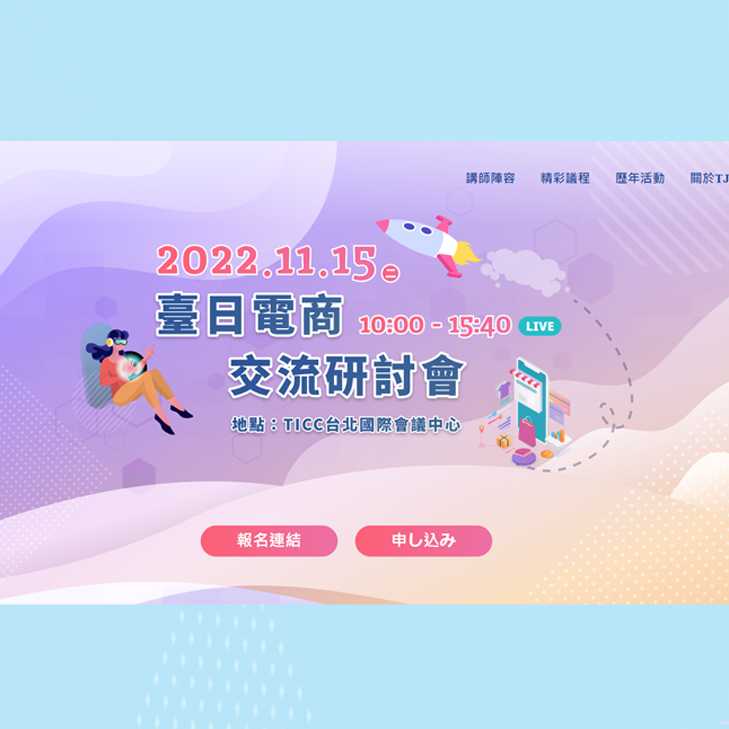 講師陣容 精彩議程 歷年活動 關於TJ
2022.11.15㊁
臺日電商 10:00 - 15:40 LIVE
交流研討會
地點：TICC台北國際會議中心
報名連結 申し込み